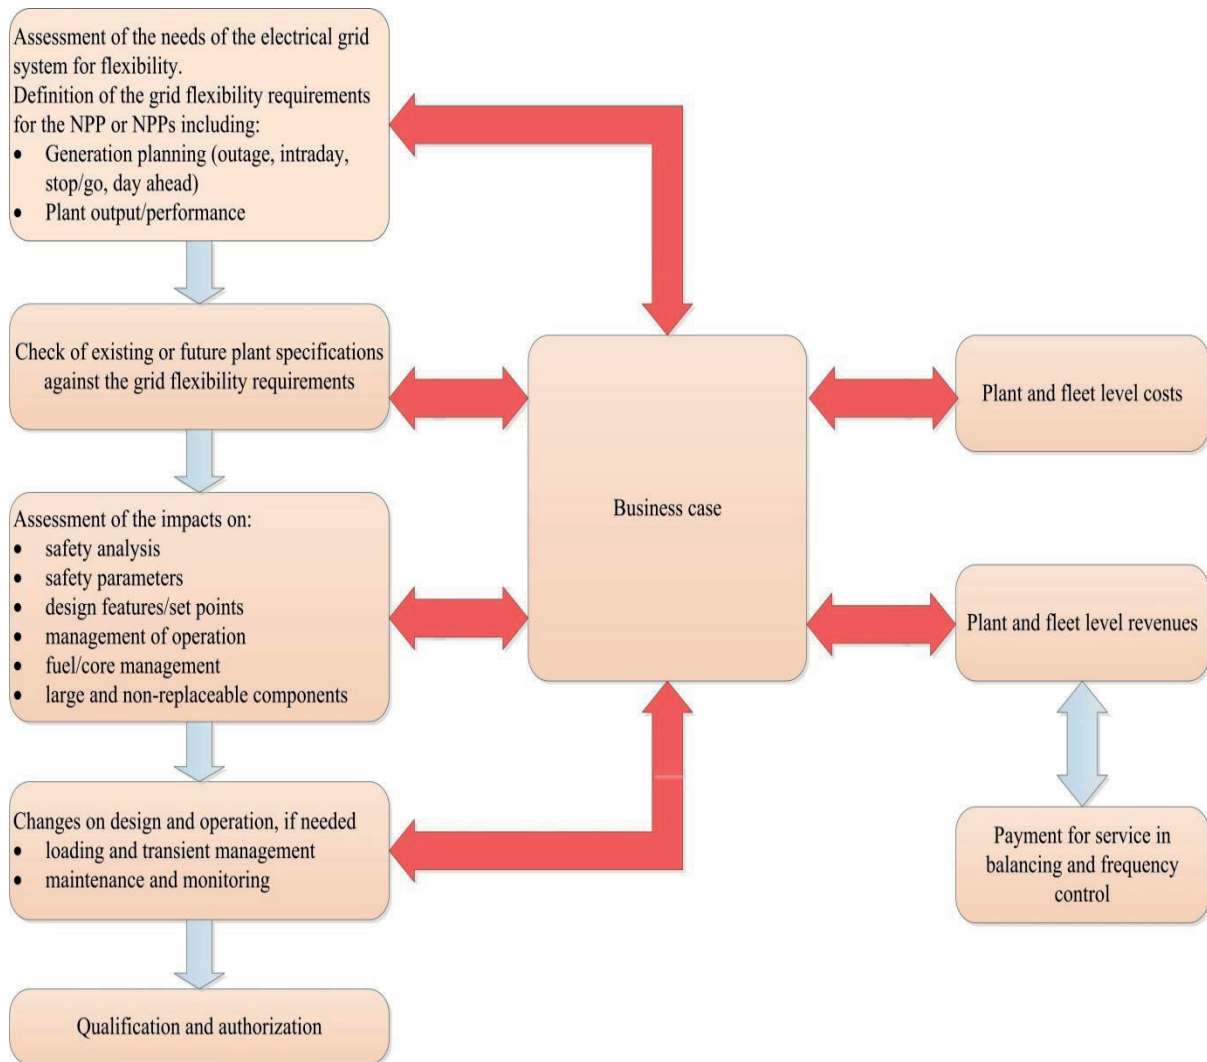 Assessment of the needs of the electrical grid
system for flexibility.
Definition of the grid flexibility requirements
for the NPP or NPPs including:
• Generation planning (outage, intraday,
stop/go, day ahead)
• Plant output/performance
Check of existing or future plant specifications
against the grid flexibility requirements
Assessment of the impacts on:
• safety analysis
• safety parameters
• design features/set points
• management of operation
• fuel/core management
• large and non-replaceable components
Changes on design and operation, if needed
• loading and transient management
• maintenance and monitoring
Qualification and authorization
Business case
Plant and fleet level costs
Plant and fleet level revenues
Payment for service in
balancing and frequency
control